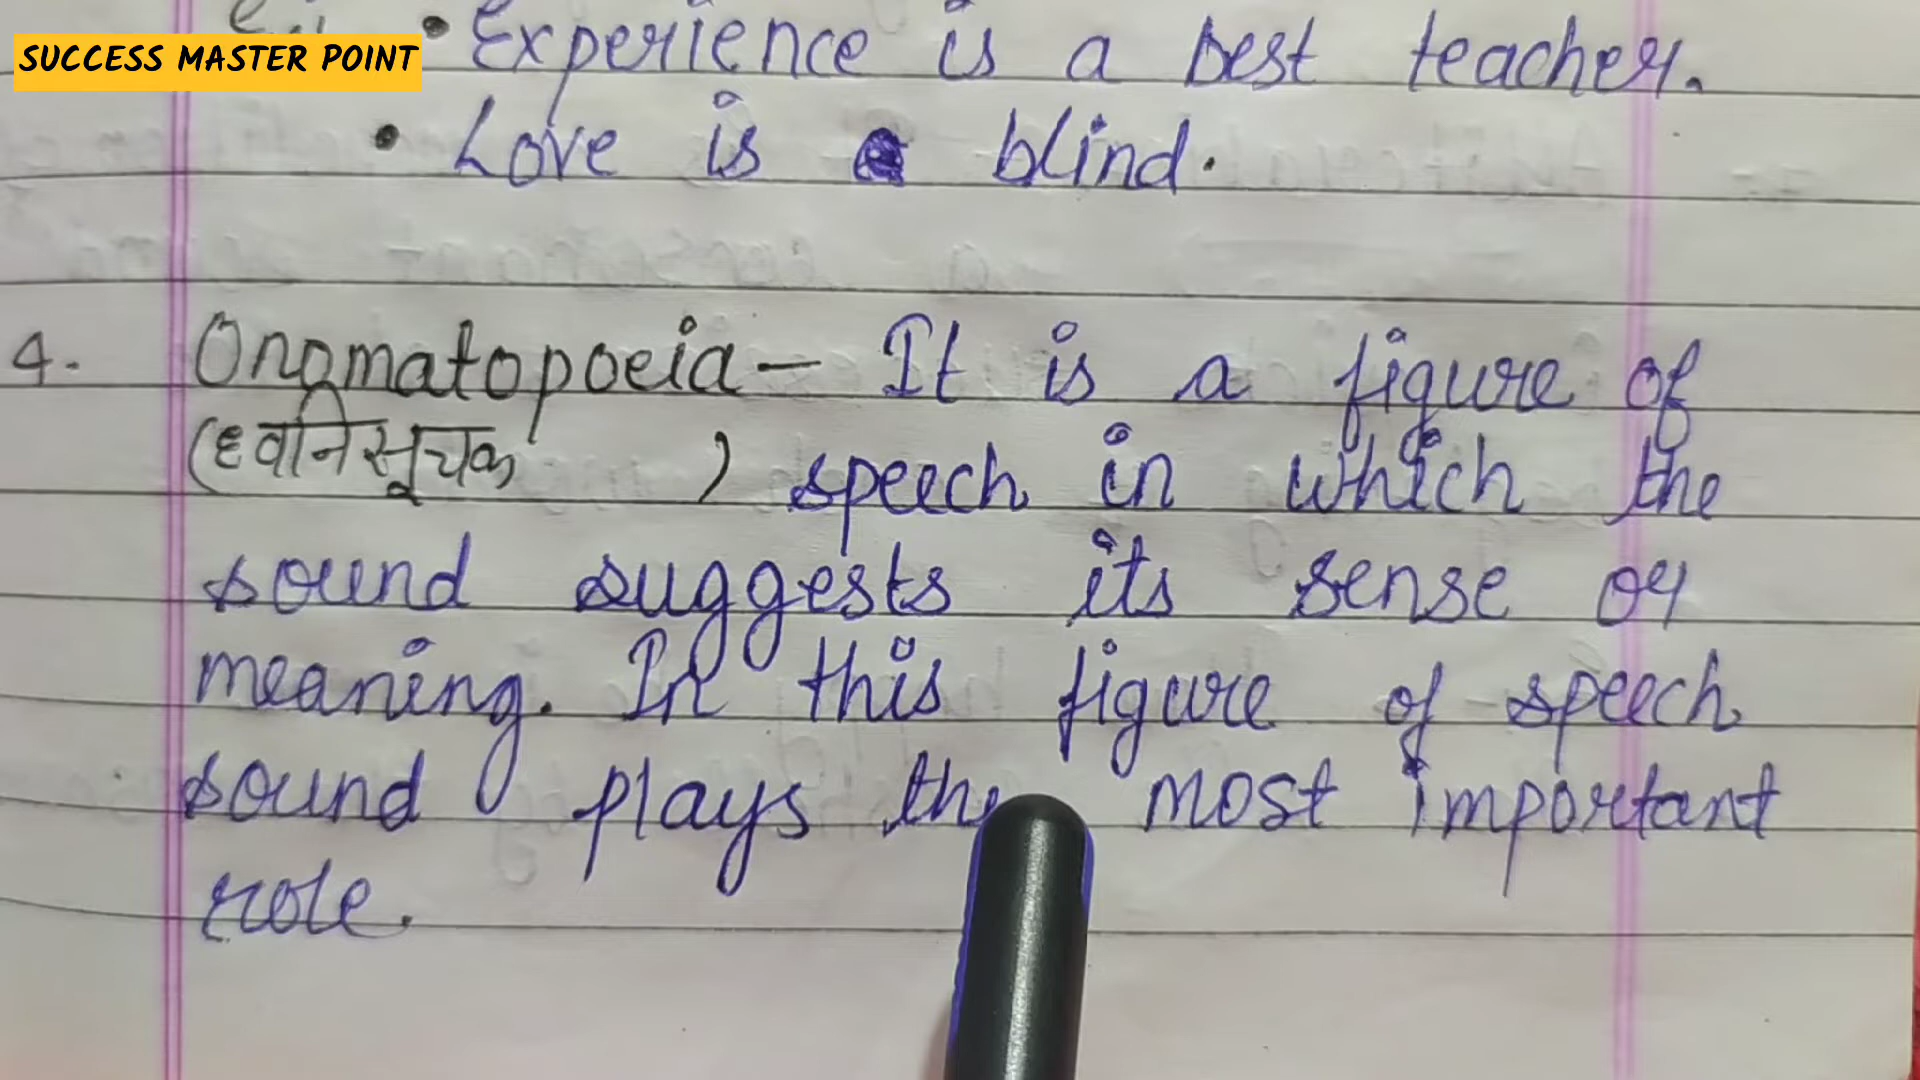 SUCCESS MASTER POINT
• Experience is a best teacher.
• Love is blind.
4. Onomatopoeia - It is a figure of
(ध्वनिसूचक ) speech in which the
sound suggests its sense or
meaning. In this figure of speech
sound plays the most important
role.